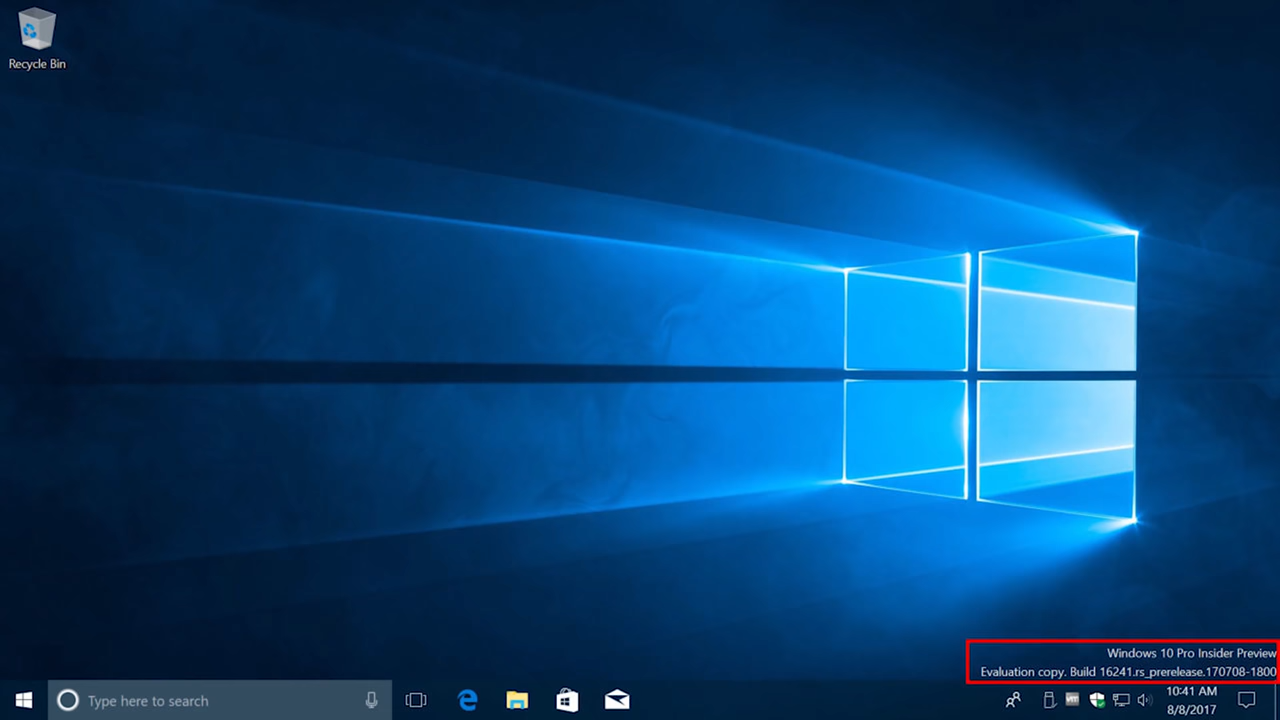 Recycle Bin
Windows 10 Pro Insider Preview
Evaluation copy. Build 16241.rs_prerelease.170708-1800
Type here to search
10:41 AM
8/8/2017